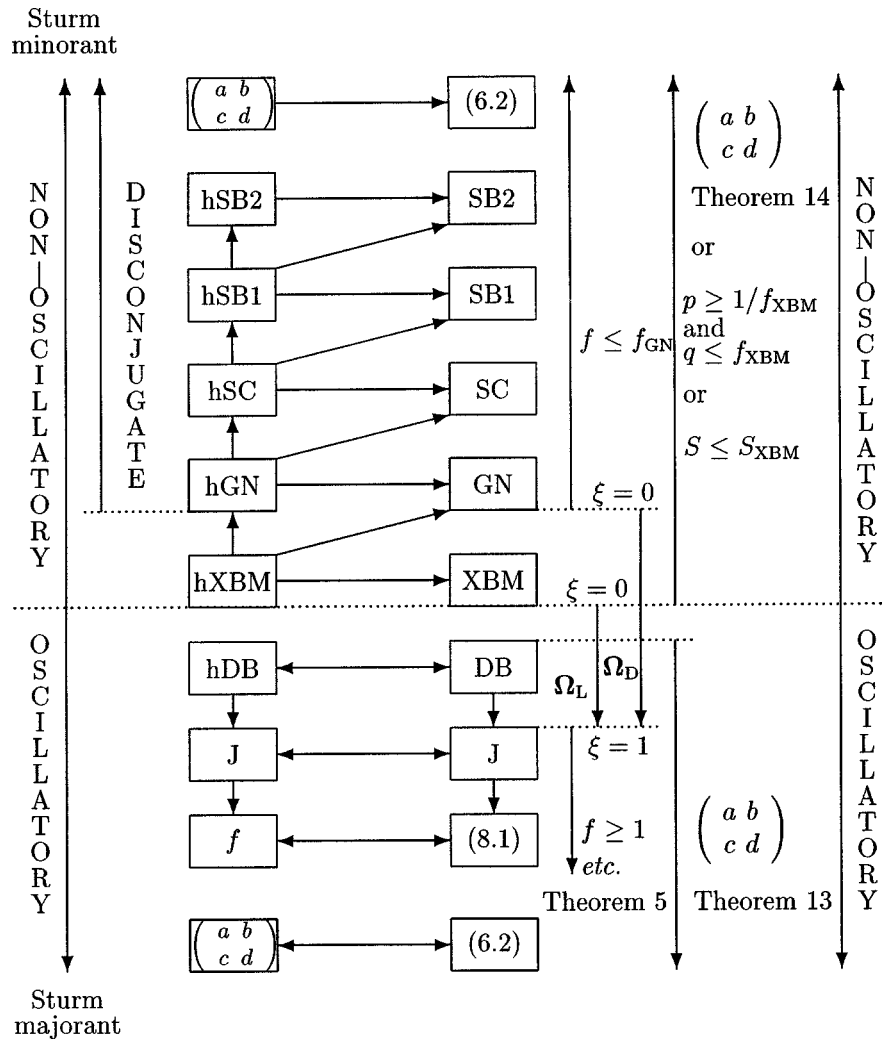 Sturm
minorant
NON—OSCILLATORY
DISCONJUGATE
( a b
c d )
(6.2)
( a b
c d )
Theorem 14
or
p ≥ 1/f_XBM
and
q ≤ f_XBM
or
S ≤ S_XBM
NON—OSCILLATORY
hSB2
SB2
hSB1
SB1
f ≤ f_GN
hSC
SC
hGN
GN
ξ = 0
hXBM
XBM
ξ = 0
OSCILLATORY
hDB
DB
Ω_L
Ω_D
OSCILLATORY
J
J
ξ = 1
f
(8.1)
f ≥ 1
etc.
Theorem 5
( a b
c d )
Theorem 13
( a b
c d )
(6.2)
Sturm
majorant